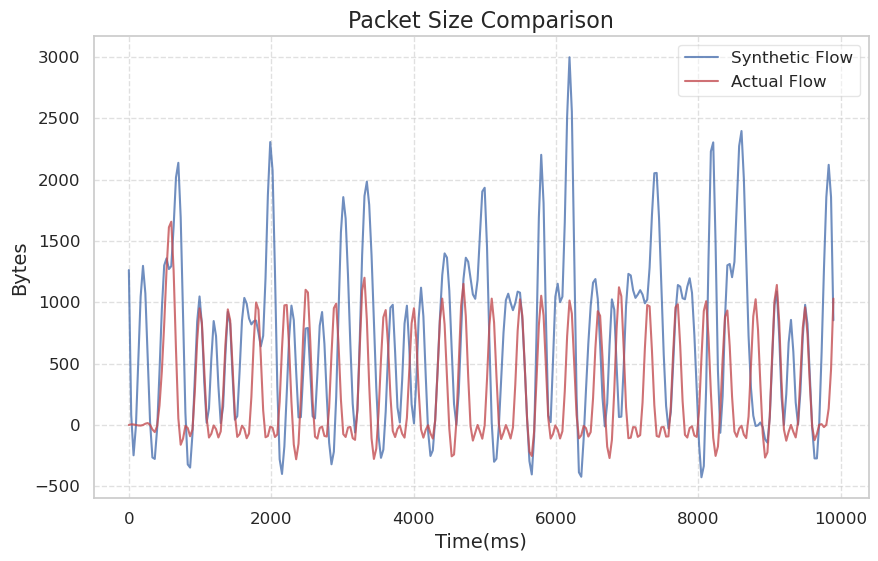 Packet Size Comparison
Synthetic Flow
Actual Flow
3000
2500
2000
1500
1000
500
0
−500
Bytes
0 2000 4000 6000 8000 10000
Time(ms)